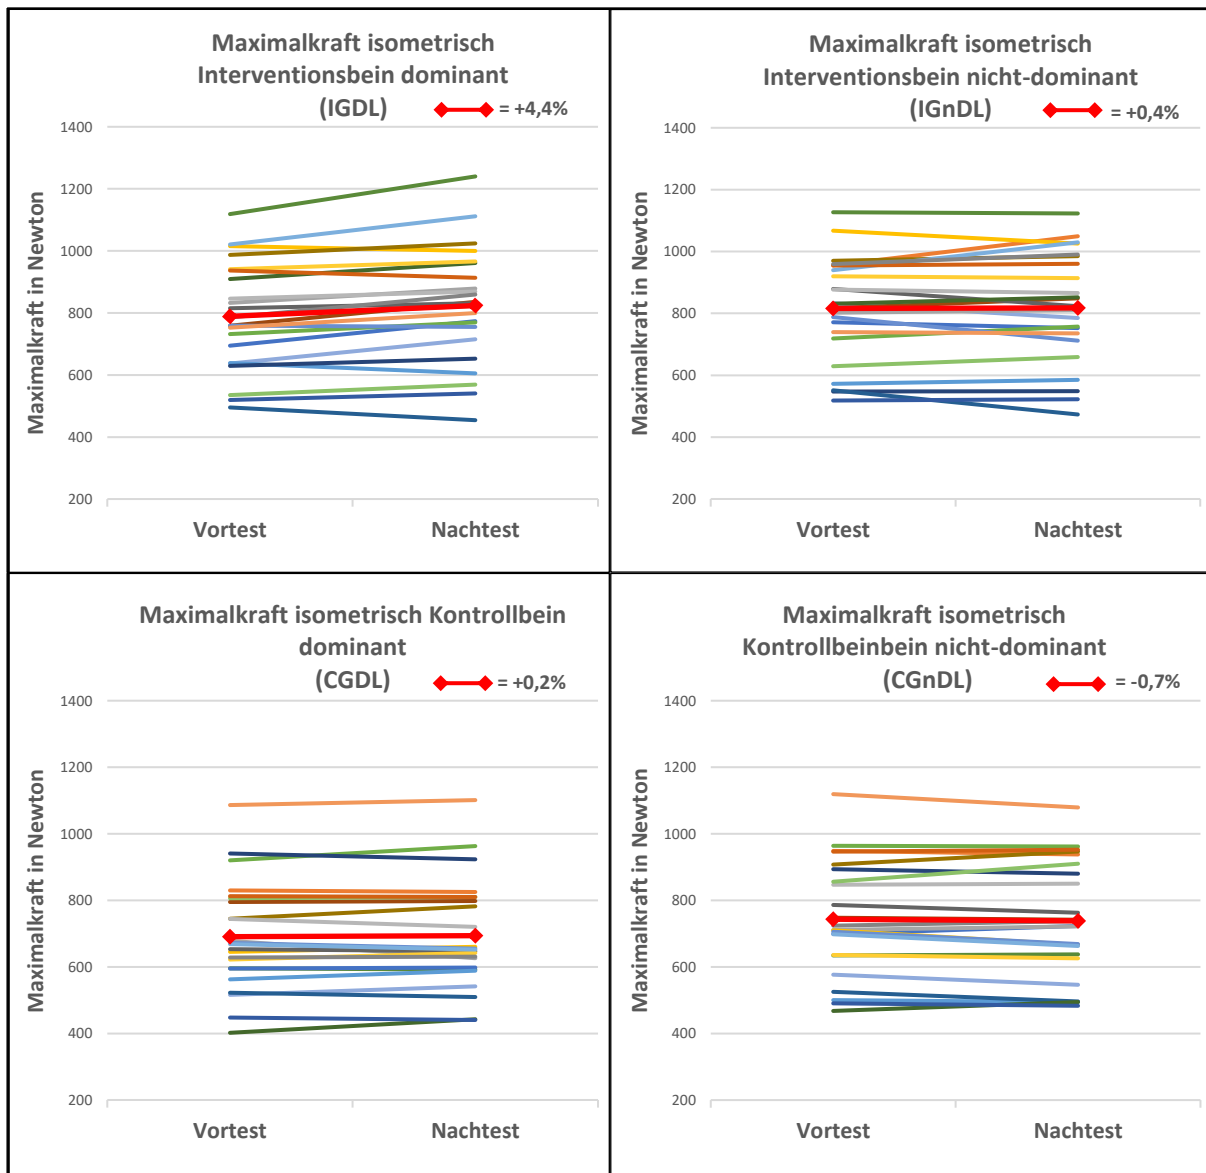 Maximalkraft isometrisch
Interventionsbein dominant
(IGDL)
= +4,4%
Maximalkraft in Newton
1400
1200
1000
800
600
400
200
Vortest
Nachtest
Maximalkraft isometrisch
Interventionsbein nicht-dominant
(IGnDL)
= +0,4%
Maximalkraft in Newton
1400
1200
1000
800
600
400
200
Vortest
Nachtest
Maximalkraft isometrisch Kontrollbein
dominant
(CGDL)
= +0,2%
Maximalkraft in Newton
1400
1200
1000
800
600
400
200
Vortest
Nachtest
Maximalkraft isometrisch
Kontrollbeinbein nicht-dominant
(CGnDL)
= -0,7%
Maximalkraft in Newton
1400
1200
1000
800
600
400
200
Vortest
Nachtest